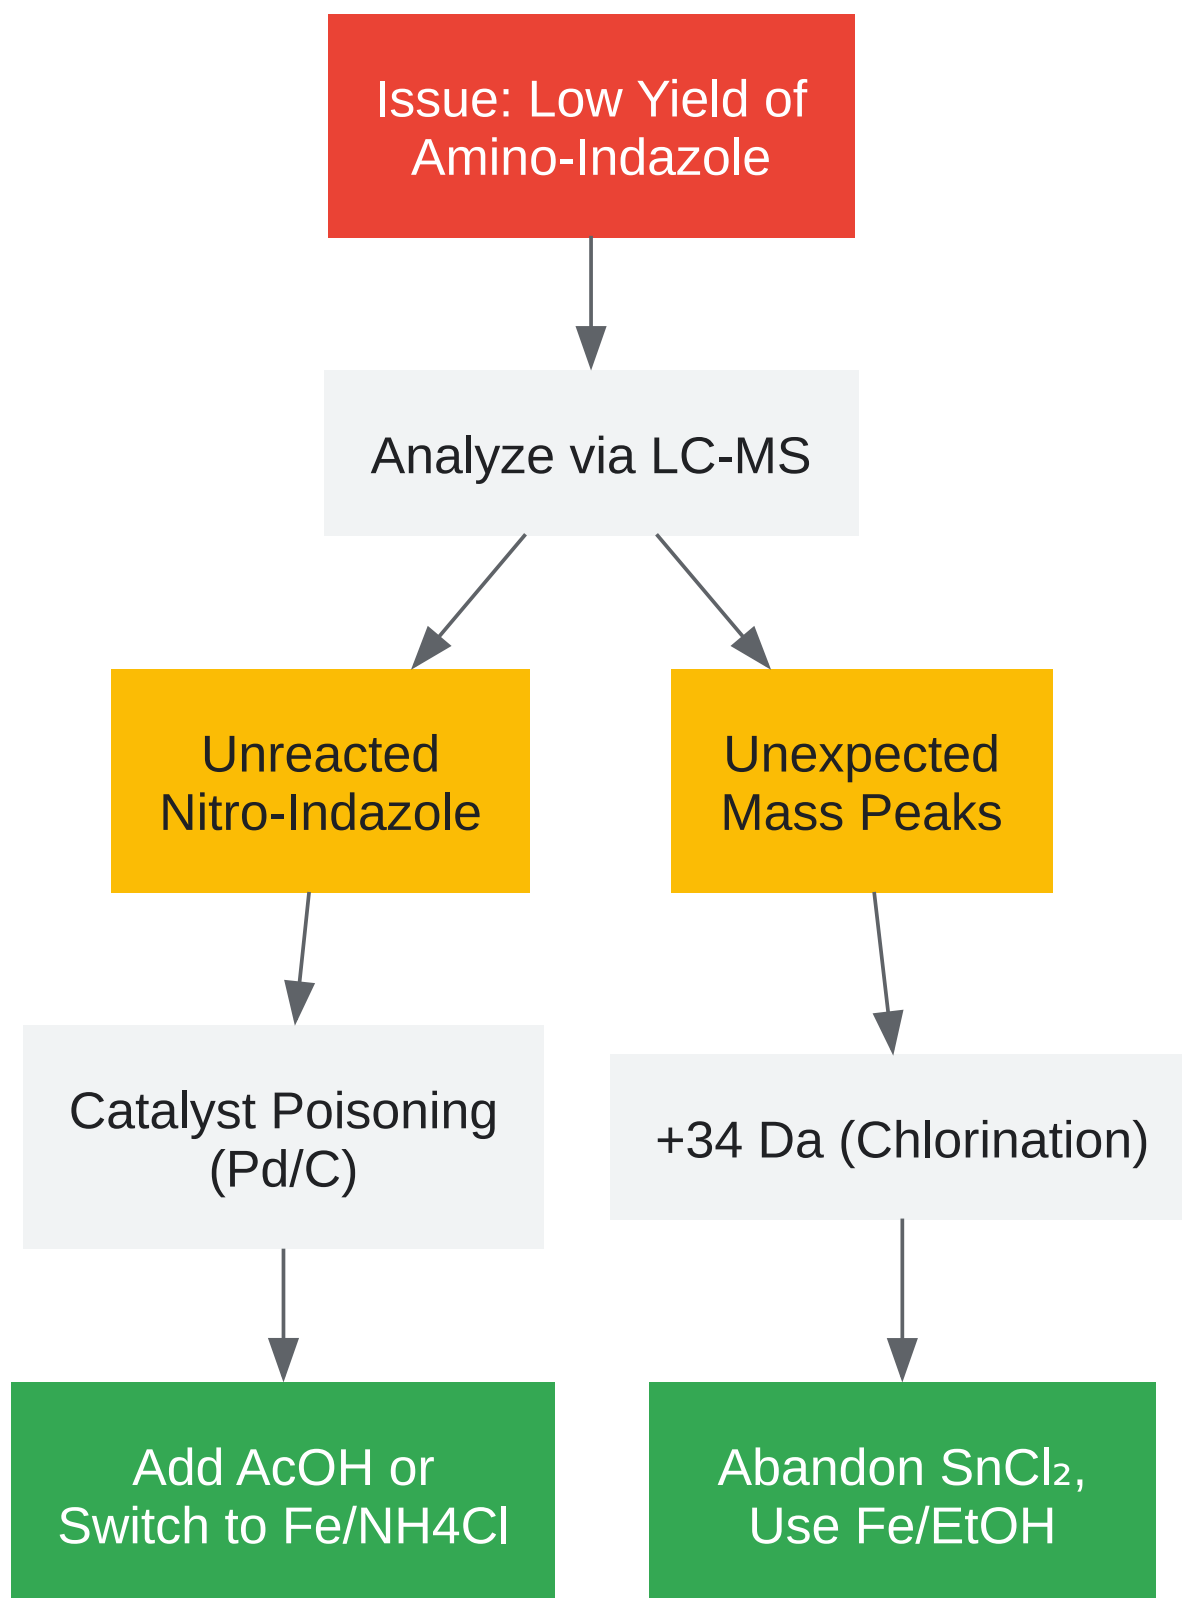 Issue: Low Yield of
Amino-Indazole
Analyze via LC-MS
Unreacted
Nitro-Indazole
Unexpected
Mass Peaks
Catalyst Poisoning
(Pd/C)
+34 Da (Chlorination)
Add AcOH or
Switch to Fe/NH4Cl
Abandon SnCl₂,
Use Fe/EtOH